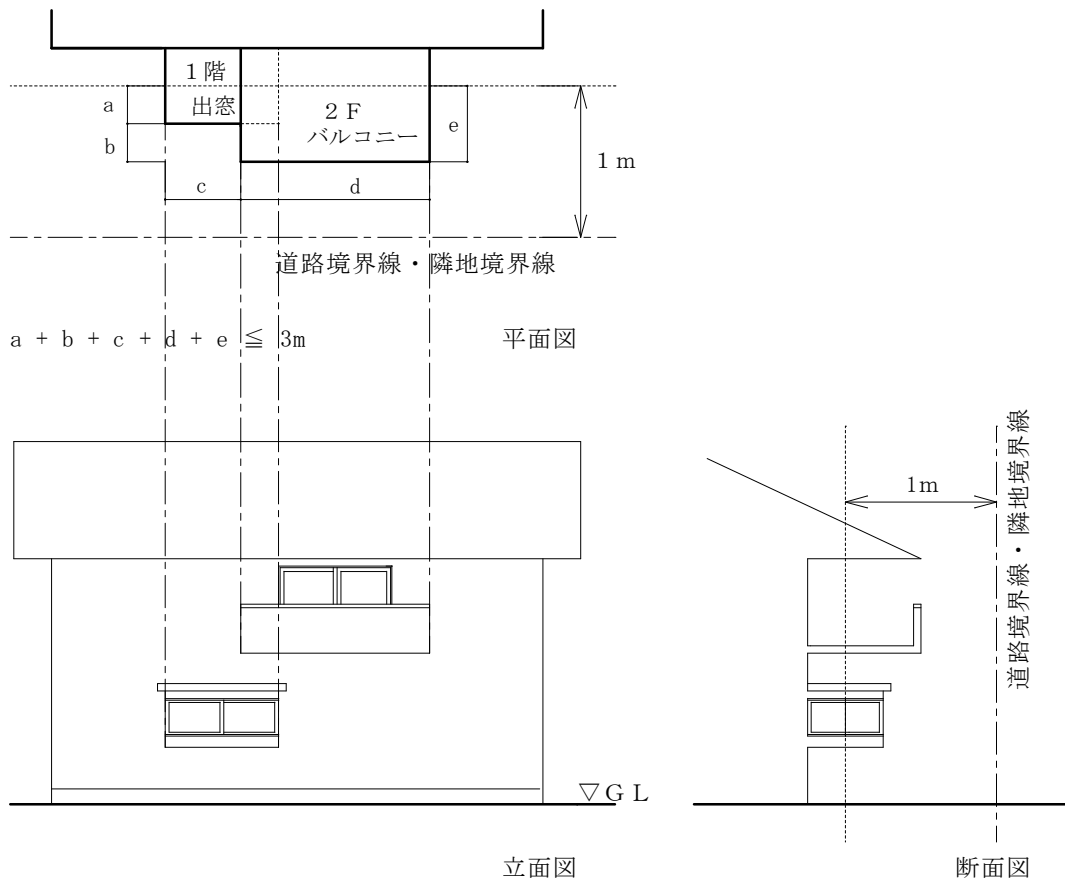 1階
出窓
2F
バルコニー
a
b
c
d
e
1m
道路境界線・隣地境界線
a + b + c + d + e ≦ 3m
平面図
1m
道路境界線・隣地境界線
▽GL
立面図
断面図